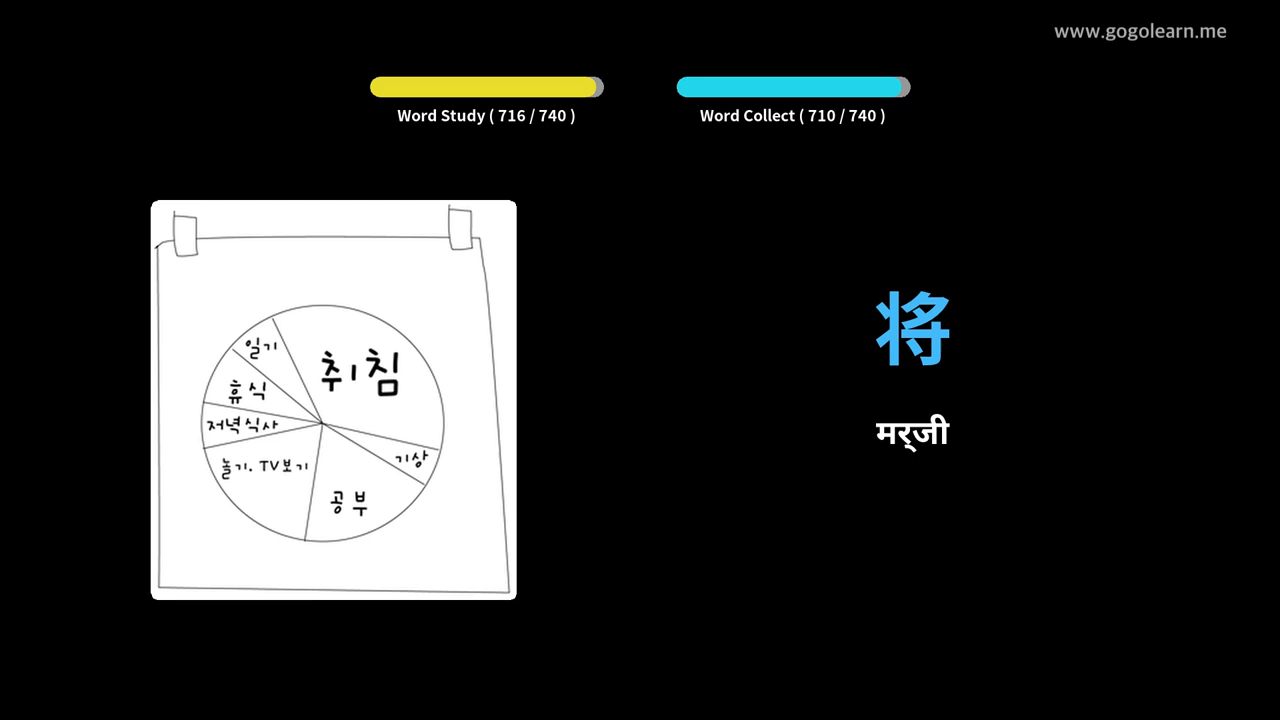 www.gogolearn.me
Word Study ( 716 / 740 )
Word Collect ( 710 / 740 )
일기
취침
휴식
저녁식사
놀기. TV보기
기상
공부
将
मर्‌जी